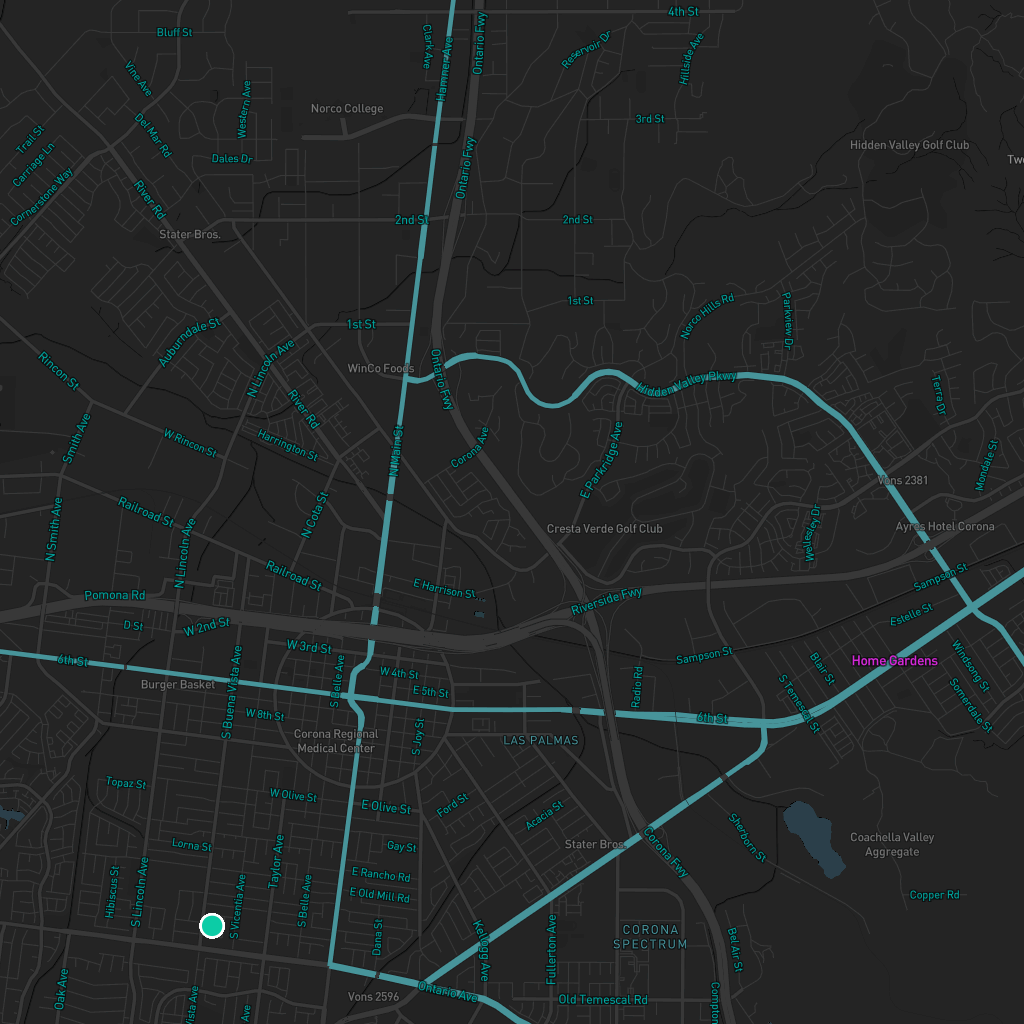 4th St
Bluff St
Clark Ave
Hamner Ave
Ontario Fwy
Reservoir Dr
Hillside Ave
Vine Ave
Western Ave
Norco College
3rd St
Trail St
Del Mar Rd
Hidden Valley Golf Club
Carriage Ln
Dales Dr
Ontario Fwy
Two
Cornerstone Way
River Rd
2nd St
2nd St
Stater Bros.
1st St
Norco Hills Rd
Parkview Dr
1st St
Auburndale St
N Lincoln Ave
WinCo Foods
Rincon St
Ontario Fwy
Hidden Valley Pkwy
Terra Dr
River Rd
Smith Ave
W Rincon St
Harrington St
N Main St
Corona Ave
E Parkridge Ave
Mondale St
Vons 2381
Railroad St
N Cota St
N Smith Ave
N Lincoln Ave
Cresta Verde Golf Club
Wellesley Dr
Ayres Hotel Corona
Railroad St
Sampson St
Pomona Rd
E Harrison St...
Riverside Fwy
Estelle St
D St
W 2nd St
W 3rd St
Sampson St
Home Gardens
Windsong St
6th St
S Buena Vista Ave
S Belle Ave
W 4th St
E 5th St
Radio Rd
Blair St
S Temescal St
Somerdale St
Burger Basket
W 8th St
6th St
Corona Regional
Medical Center
S Joy St
LAS PALMAS
Topaz St
W Olive St
E Olive St
Ford St
Acacia St
Sherborn St
Lorna St
Gay St
Stater Bros.
Corona Fwy
Coachella Valley
Aggregate
Hibiscus St
S Lincoln Ave
Taylor Ave
S Vicentia Ave
S Belle Ave
E Rancho Rd
E Old Mill Rd
Copper Rd
Dana St
Kellogg Ave
Fullerton Ave
CORONA
SPECTRUM
Bel Air St
Oak Ave
Vista Ave
Ave
Vons 2596
Ontario Ave
Old Temescal Rd
Compton